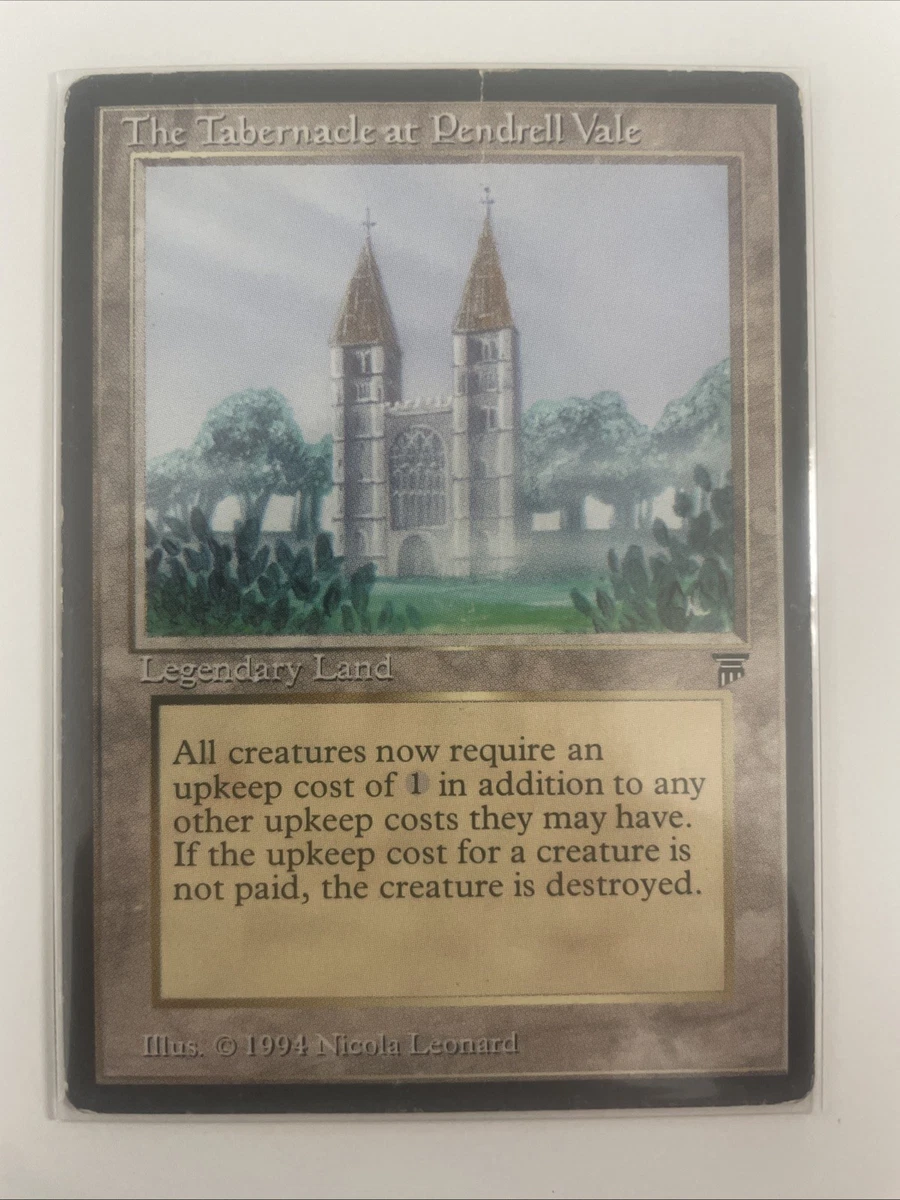 The Tabernacle at Pendrell Vale
Legendary Land
All creatures now require an
upkeep cost of 1 in addition to any
other upkeep costs they may have.
If the upkeep cost for a creature is
not paid, the creature is destroyed.
Illus. © 1994 Nicola Leonard